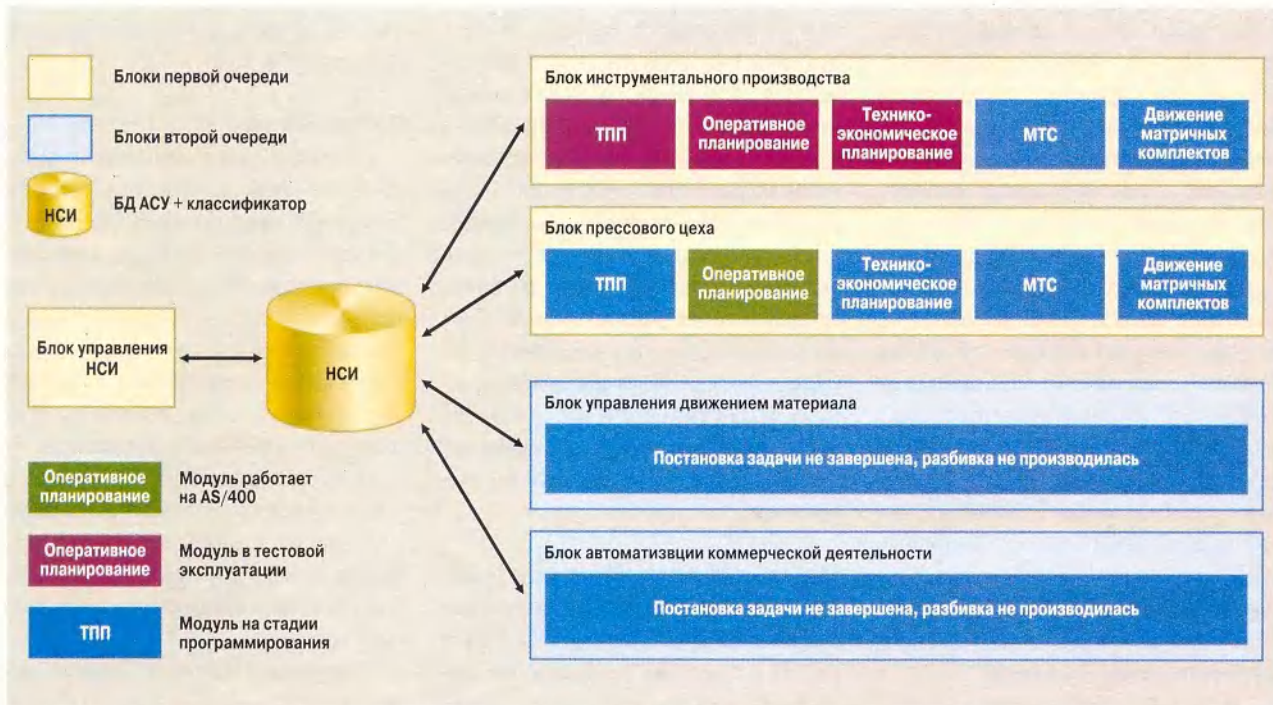 Блоки первой очереди
Блоки второй очереди
НСИ
БД АСУ + классификатор
Блок управления
НСИ
НСИ
Оперативное
планирование
Модуль работает
на AS/400
Оперативное
планирование
Модуль в тестовой
эксплуатации
ТПП
Модуль на стадии
программирования
Блок инструментального производства
ТПП
Оперативное
планирование
Технико-
экономическое
планирование
МТС
Движение
матричных
комплектов
Блок прессового цеха
ТПП
Оперативное
планирование
Технико-
экономическое
планирование
МТС
Движение
матричных
комплектов
Блок управления движением материала
Постановка задачи не завершена, разбивка не производилась
Блок автоматизвции коммерческой деятельности
Постановка задачи не завершена, разбивка не производилась